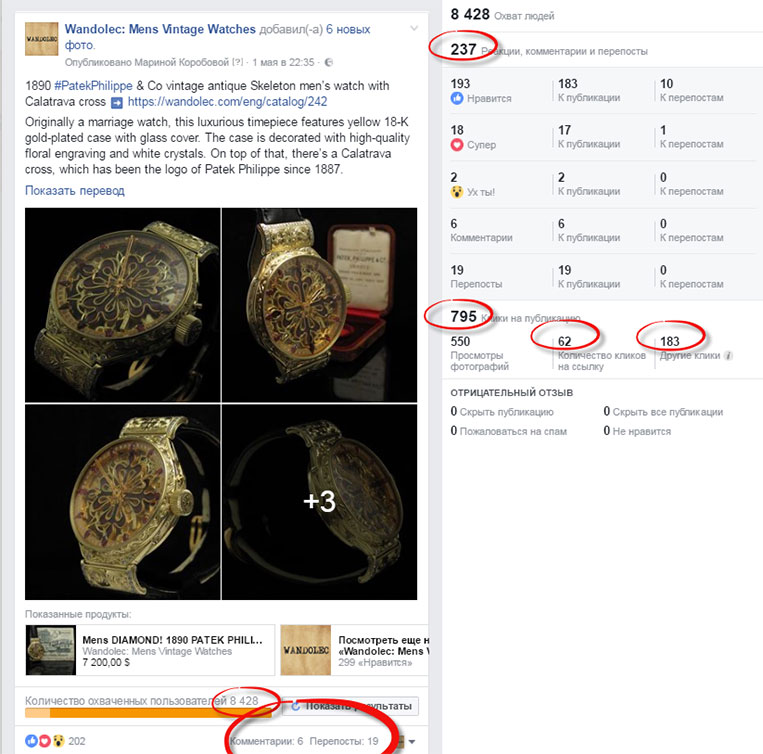 Wandolec: Mens Vintage Watches добавил(-а) 6 новых
фото.
Опубликовано Мариной Коробовой [?] · 1 мая в 22:35 ·
1890 #PatekPhilippe & Co vintage antique Skeleton men's watch with
Calatrava cross ➡ https://wandolec.com/eng/catalog/242
Originally a marriage watch, this luxurious timepiece features yellow 18-K
gold-plated case with glass cover. The case is decorated with high-quality
floral engraving and white crystals. On top of that, there's a Calatrava
cross, which has been the logo of Patek Philippe since 1887.
Показать перевод
WANDOLEC
PATEK, PHILIPPE & C
+3
Показанные продукты:
Mens DIAMOND! 1890 PATEK PHILI...
Wandolec: Mens Vintage Watches
7 200,00 $
WANDOLEC
Посмотреть еще н
«Wandolec: Mens V
299 «Нравится»
Количество охваченных пользователей 8 428
Показать результаты
202
Комментарии: 6 Перепосты: 19
8 428 Охват людей
237 Реакции, комментарии и перепосты
193 183 10
Нравится К публикации К перепостам
18 17 1
Супер К публикации К перепостам
2 2 0
Ух ты! К публикации К перепостам
6 6 0
Комментарии К публикации К перепостам
19 19 0
Перепосты К публикации К перепостам
795 Клики на публикацию
550 62 183
Просмотры Количество кликов Другие клики i
фотографий на ссылку
ОТРИЦАТЕЛЬНЫЙ ОТЗЫВ
0 Скрыть публикацию 0 Скрыть все публикации
0 Пожаловаться на спам 0 Не нравится